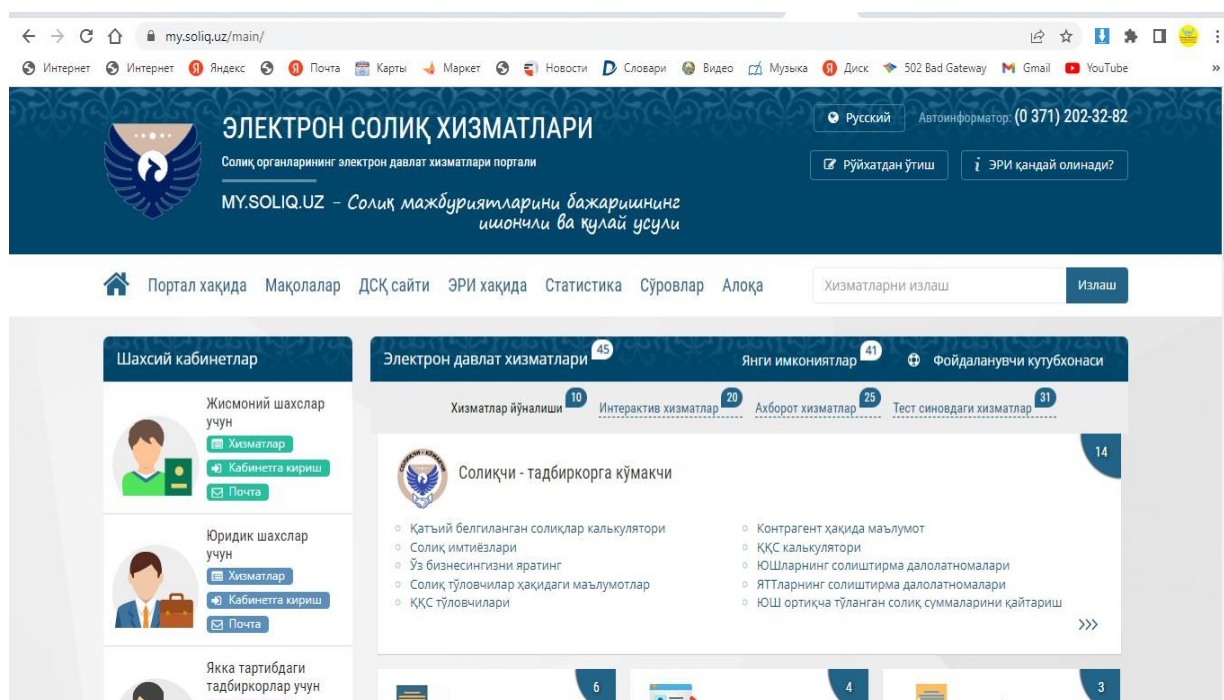 my.soliq.uz/main/
Интернет Интернет Яндекс Почта Карты Маркет Новости Словари Видео Музыка Диск 502 Bad Gateway Gmail YouTube »
ЭЛЕКТРОН СОЛИҚ ХИЗМАТЛАРИ
Солиқ органларининг электрон давлат хизматлари портали
MY.SOLIQ.UZ – Солиқ мажбуриятларини бажаришнинг
ишончли ва қулай усули
Русский Автоинформатор: (0 371) 202-32-82
Рўйхатдан ўтиш i ЭРИ қандай олинади?
Портал хақида Мақолалар ДСҚ сайти ЭРИ хақида Статистика Сўровлар Алоқа Хизматларни излаш Излаш
Шахсий кабинетлар
Жисмоний шахслар
учун
Хизматлар
Кабинетга кириш
Почта
Юридик шахслар
учун
Хизматлар
Кабинетга кириш
Почта
Якка тартибдаги
тадбиркорлар учун
Электрон давлат хизматлари 45 Янги имкониятлар 41 Фойдаланувчи кутубхонаси
Хизматлар йўналиши 10 Интерактив хизматлар 20 Ахборот хизматлар 25 Тест синовдаги хизматлар 31
Солиқчи - тадбиркорга кўмакчи 14
Қатъий белгиланган солиқлар калькулятори
Солиқ имтиёзлари
Ўз бизнесингизни яратинг
Солиқ тўловчилар ҳақидаги маълумотлар
ҚҚС тўловчилари
Контрагент ҳақида маълумот
ҚҚС калькулятори
ЮШларнинг солиштирма далолатномалари
ЯТТларнинг солиштирма далолатномалари
ЮШ ортиқча тўланган солиқ суммаларини қайтариш
>>>
6 4 3